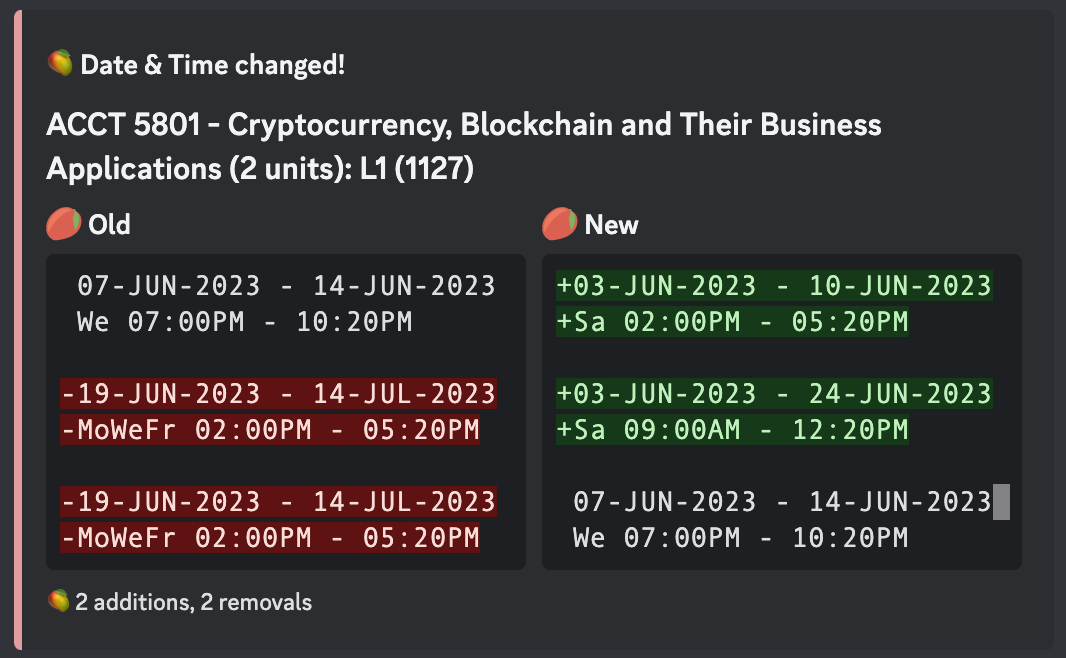 Date & Time changed!
ACCT 5801 - Cryptocurrency, Blockchain and Their Business
Applications (2 units): L1 (1127)
Old
07-JUN-2023 - 14-JUN-2023
We 07:00PM - 10:20PM
-19-JUN-2023 - 14-JUL-2023
-MoWeFr 02:00PM - 05:20PM
-19-JUN-2023 - 14-JUL-2023
-MoWeFr 02:00PM - 05:20PM
New
+03-JUN-2023 - 10-JUN-2023
+Sa 02:00PM - 05:20PM
+03-JUN-2023 - 24-JUN-2023
+Sa 09:00AM - 12:20PM
07-JUN-2023 - 14-JUN-2023
We 07:00PM - 10:20PM
2 additions, 2 removals